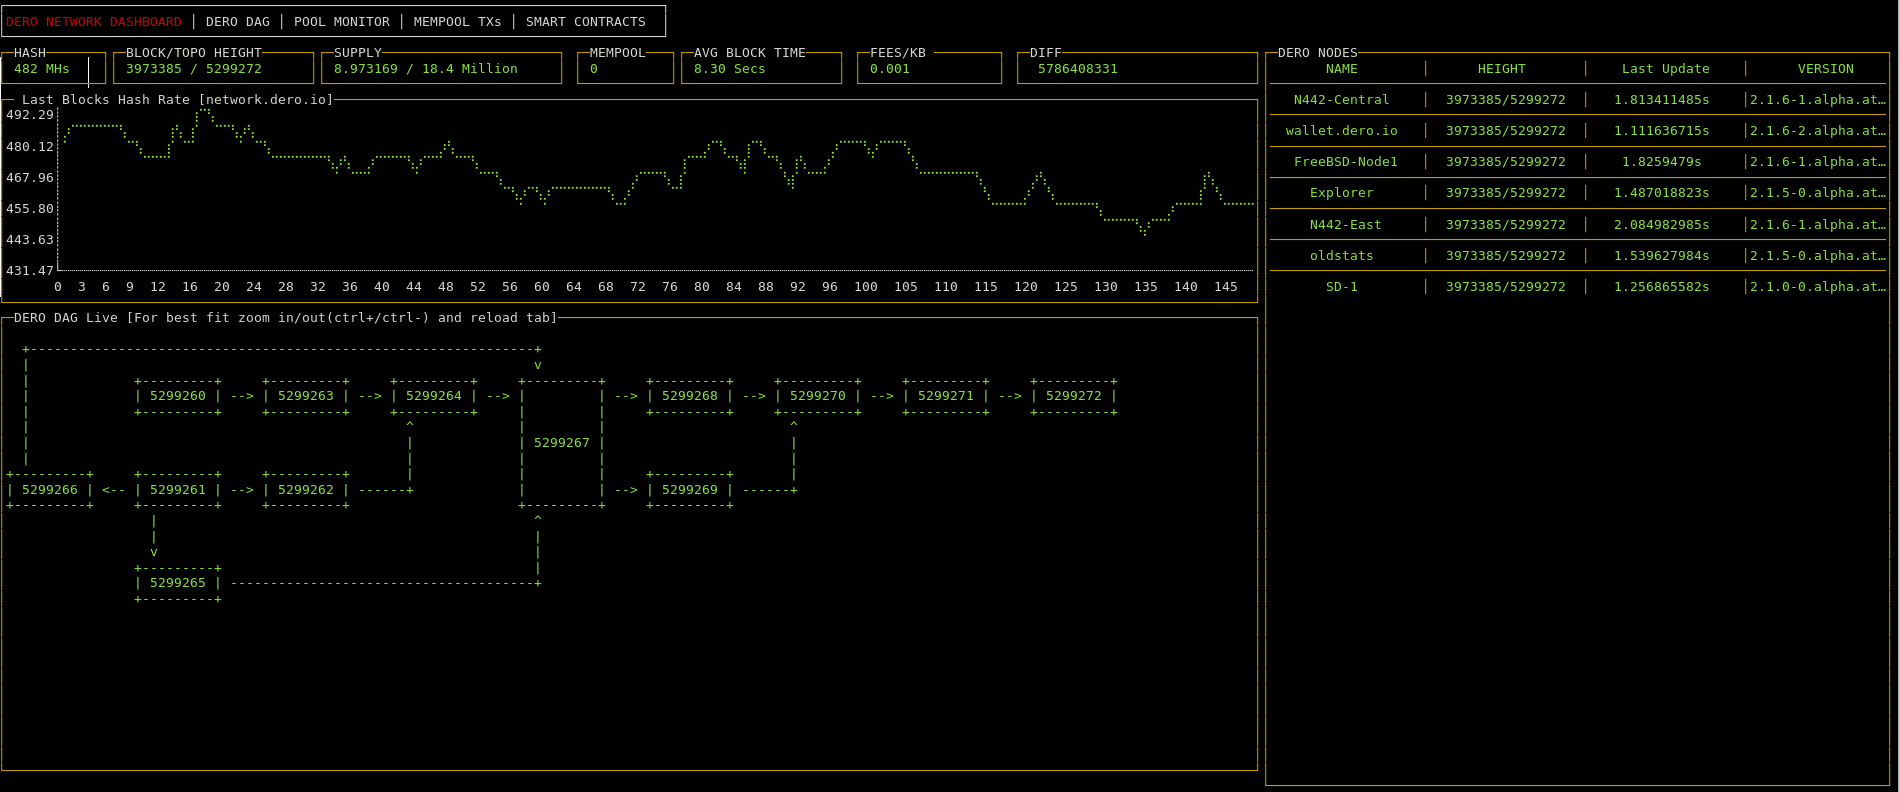 DERO NETWORK DASHBOARD │ DERO DAG │ POOL MONITOR │ MEMPOOL TXs │ SMART CONTRACTS
HASH BLOCK/TOPO HEIGHT SUPPLY MEMPOOL AVG BLOCK TIME FEES/KB DIFF
482 MHs 3973385 / 5299272 8.973169 / 18.4 Million 0 8.30 Secs 0.001 5786408331
Last Blocks Hash Rate [network.dero.io]
492.29
480.12
467.96
455.80
443.63
431.47
0 3 6 9 12 16 20 24 28 32 36 40 44 48 52 56 60 64 68 72 76 80 84 88 92 96 100 105 110 115 120 125 130 135 140 145
DERO DAG Live [For best fit zoom in/out(ctrl+/ctrl-) and reload tab]
5299260 --> 5299263 --> 5299264 --> --> 5299268 --> 5299270 --> 5299271 --> 5299272
5299267
5299266 <-- 5299261 --> 5299262 ------+ --> 5299269 ------+
5299265
DERO NODES
NAME │ HEIGHT │ Last Update │ VERSION
N442-Central │ 3973385/5299272 │ 1.813411485s │2.1.6-1.alpha.at…
wallet.dero.io │ 3973385/5299272 │ 1.111636715s │2.1.6-2.alpha.at…
FreeBSD-Node1 │ 3973385/5299272 │ 1.8259479s │2.1.6-1.alpha.at…
Explorer │ 3973385/5299272 │ 1.487018823s │2.1.5-0.alpha.at…
N442-East │ 3973385/5299272 │ 2.084982985s │2.1.6-1.alpha.at…
oldstats │ 3973385/5299272 │ 1.539627984s │2.1.5-0.alpha.at…
SD-1 │ 3973385/5299272 │ 1.256865582s │2.1.0-0.alpha.at…